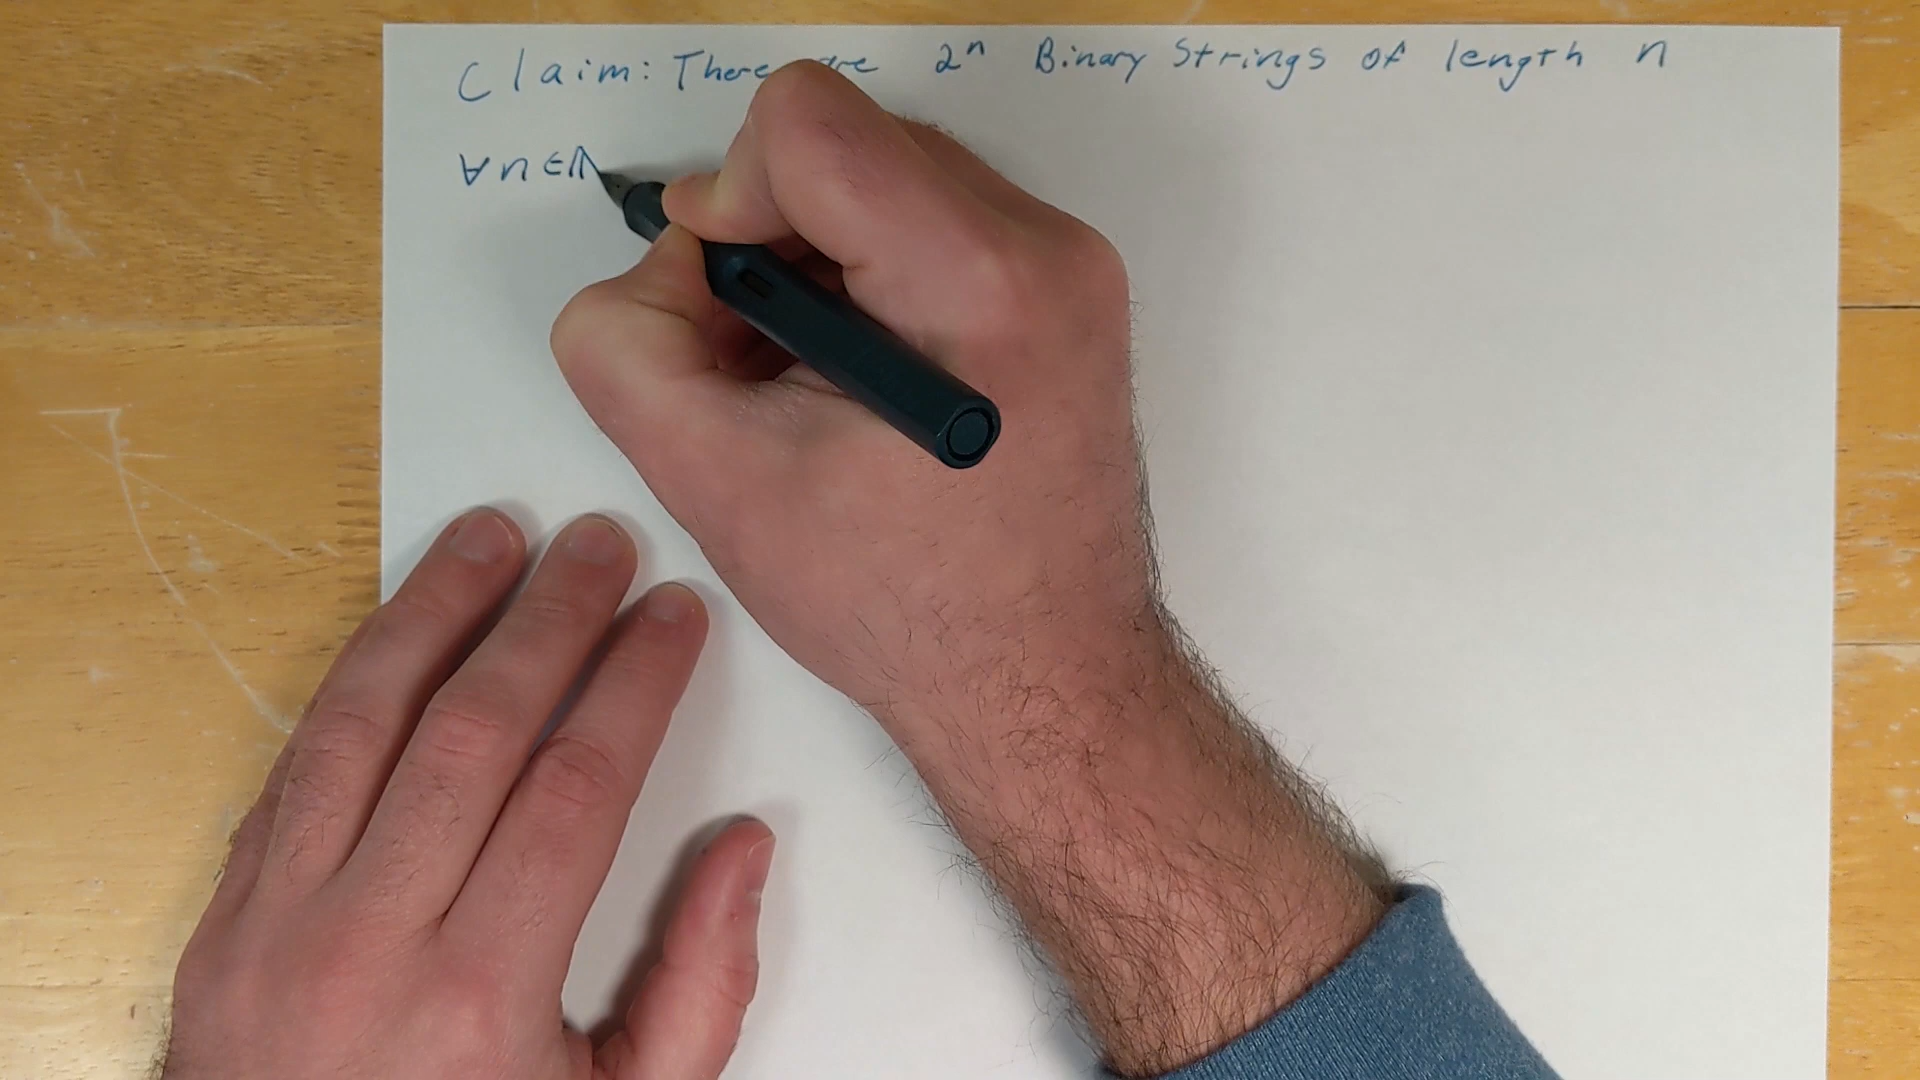 Claim: There are 2ⁿ Binary Strings of length n
∀n∈ℕ